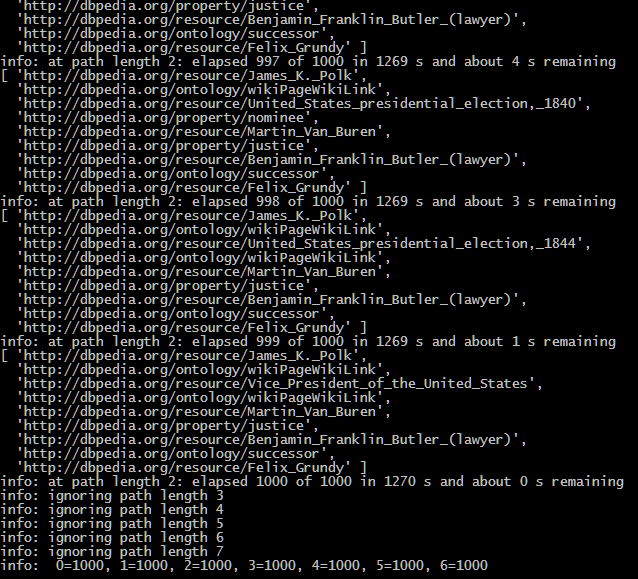 'http://dbpedia.org/property/justice',
'http://dbpedia.org/resource/Benjamin_Franklin_Butler_(lawyer)',
'http://dbpedia.org/ontology/successor',
'http://dbpedia.org/resource/Felix_Grundy' ]
info: at path length 2: elapsed 997 of 1000 in 1269 s and about 4 s remaining
[ 'http://dbpedia.org/resource/James_K._Polk',
'http://dbpedia.org/ontology/wikiPageWikiLink',
'http://dbpedia.org/resource/United_States_presidential_election,_1840',
'http://dbpedia.org/property/nominee',
'http://dbpedia.org/resource/Martin_Van_Buren',
'http://dbpedia.org/property/justice',
'http://dbpedia.org/resource/Benjamin_Franklin_Butler_(lawyer)',
'http://dbpedia.org/ontology/successor',
'http://dbpedia.org/resource/Felix_Grundy' ]
info: at path length 2: elapsed 998 of 1000 in 1269 s and about 3 s remaining
[ 'http://dbpedia.org/resource/James_K._Polk',
'http://dbpedia.org/ontology/wikiPageWikiLink',
'http://dbpedia.org/resource/United_States_presidential_election,_1844',
'http://dbpedia.org/ontology/wikiPageWikiLink',
'http://dbpedia.org/resource/Martin_Van_Buren',
'http://dbpedia.org/property/justice',
'http://dbpedia.org/resource/Benjamin_Franklin_Butler_(lawyer)',
'http://dbpedia.org/ontology/successor',
'http://dbpedia.org/resource/Felix_Grundy' ]
info: at path length 2: elapsed 999 of 1000 in 1269 s and about 1 s remaining
[ 'http://dbpedia.org/resource/James_K._Polk',
'http://dbpedia.org/ontology/wikiPageWikiLink',
'http://dbpedia.org/resource/Vice_President_of_the_United_States',
'http://dbpedia.org/ontology/wikiPageWikiLink',
'http://dbpedia.org/resource/Martin_Van_Buren',
'http://dbpedia.org/property/justice',
'http://dbpedia.org/resource/Benjamin_Franklin_Butler_(lawyer)',
'http://dbpedia.org/ontology/successor',
'http://dbpedia.org/resource/Felix_Grundy' ]
info: at path length 2: elapsed 1000 of 1000 in 1270 s and about 0 s remaining
info: ignoring path length 3
info: ignoring path length 4
info: ignoring path length 5
info: ignoring path length 6
info: ignoring path length 7
info:  0=1000, 1=1000, 2=1000, 3=1000, 4=1000, 5=1000, 6=1000